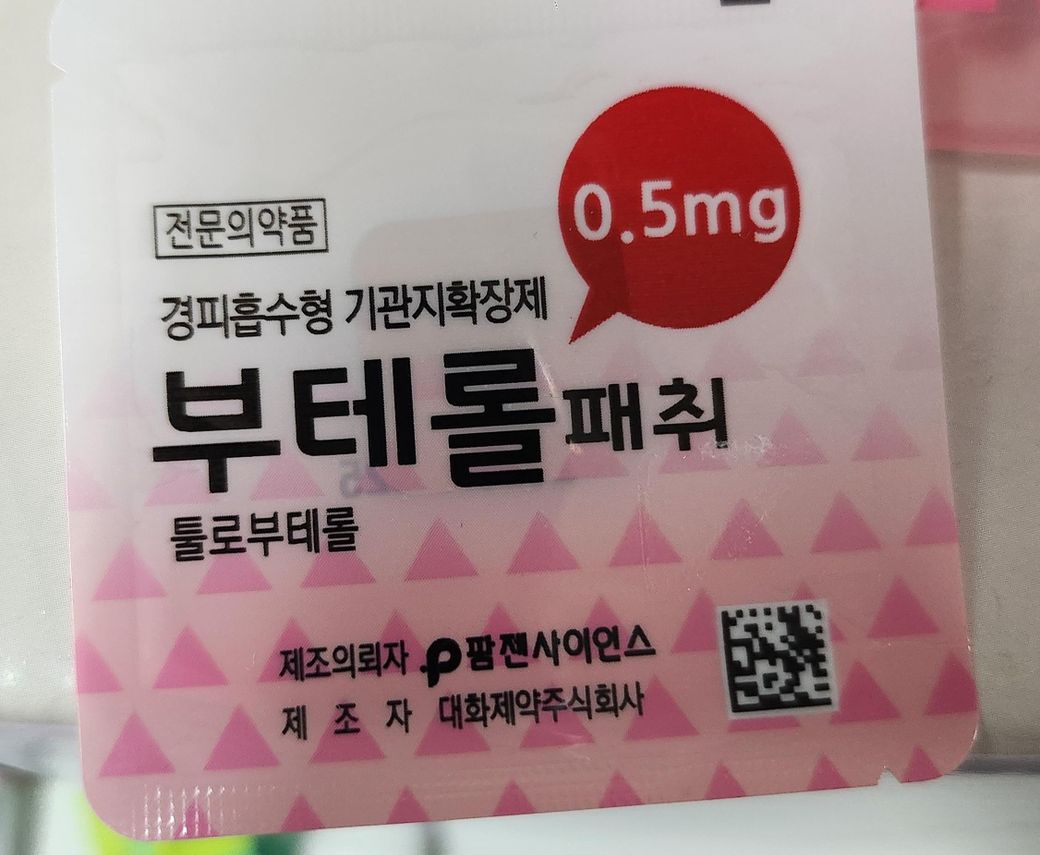 0.5mg
전문의약품
경피흡수형 기관지확장제
부테롤패취
툴로부테롤
제조의뢰자 팜젠사이언스
제 조 자 대화제약주식회사